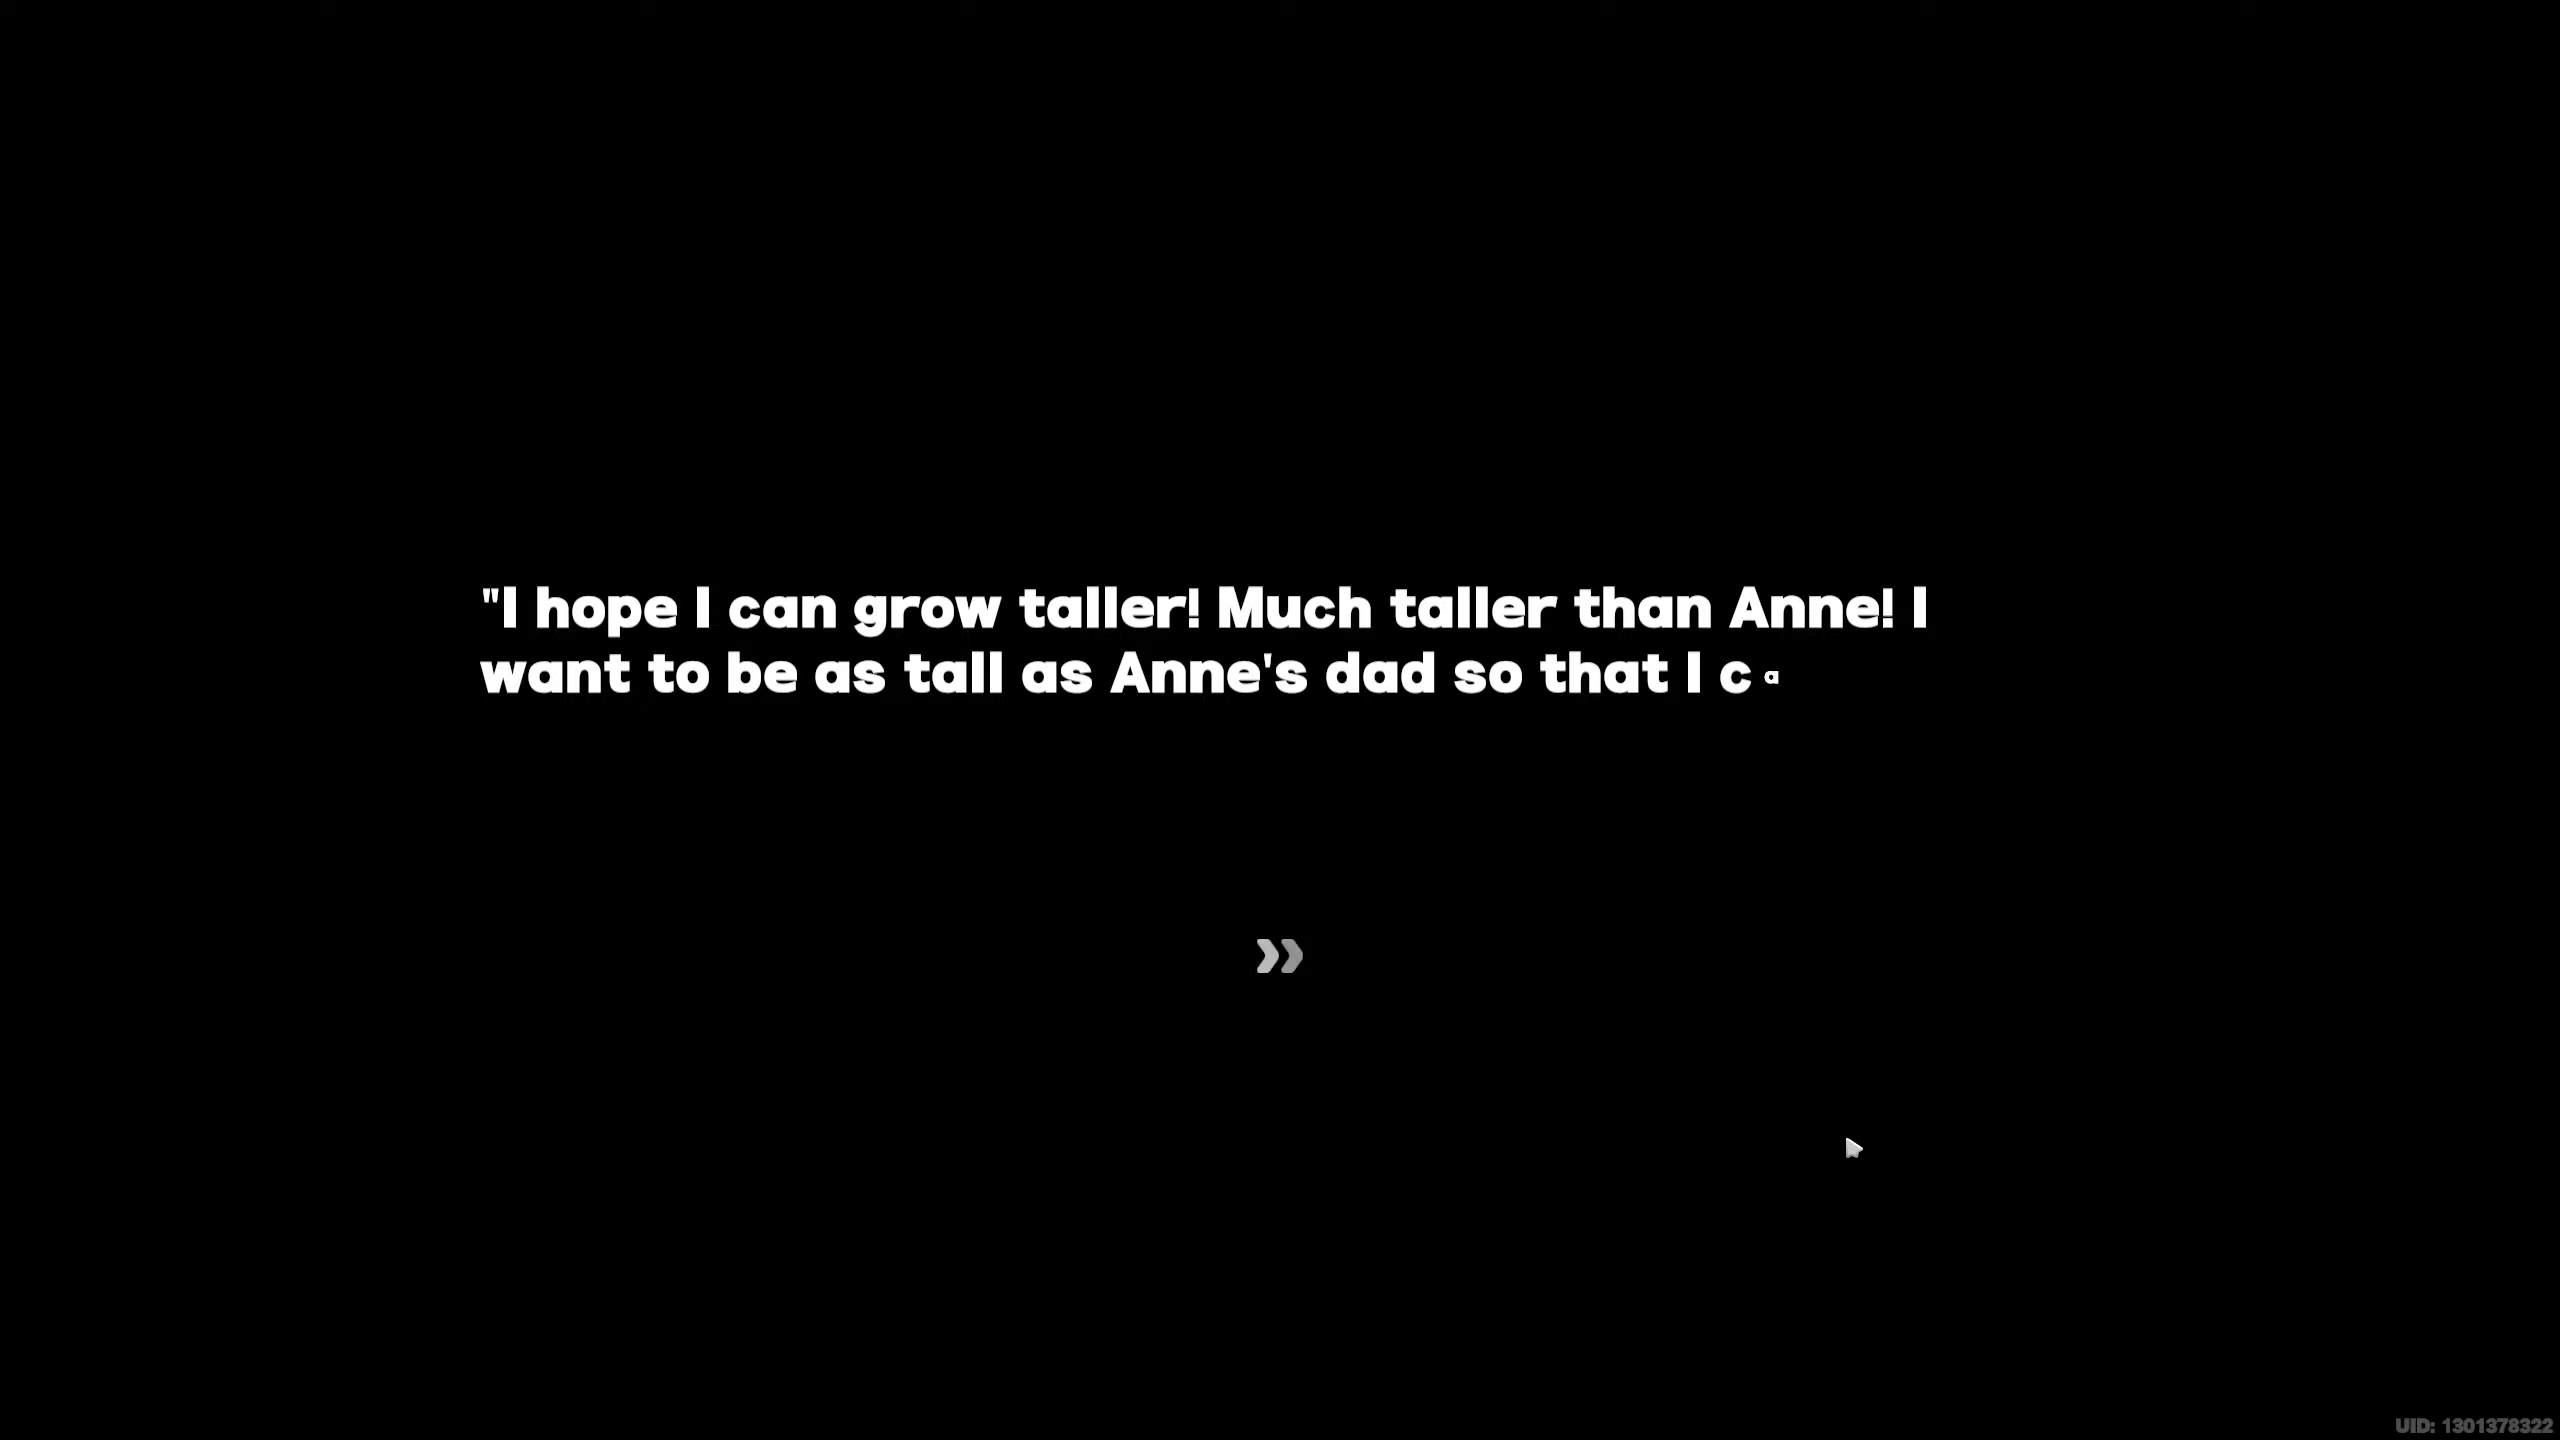 "I hope I can grow taller! Much taller than Anne! I
want to be as tall as Anne's dad so that I ca
UID: 1301378322